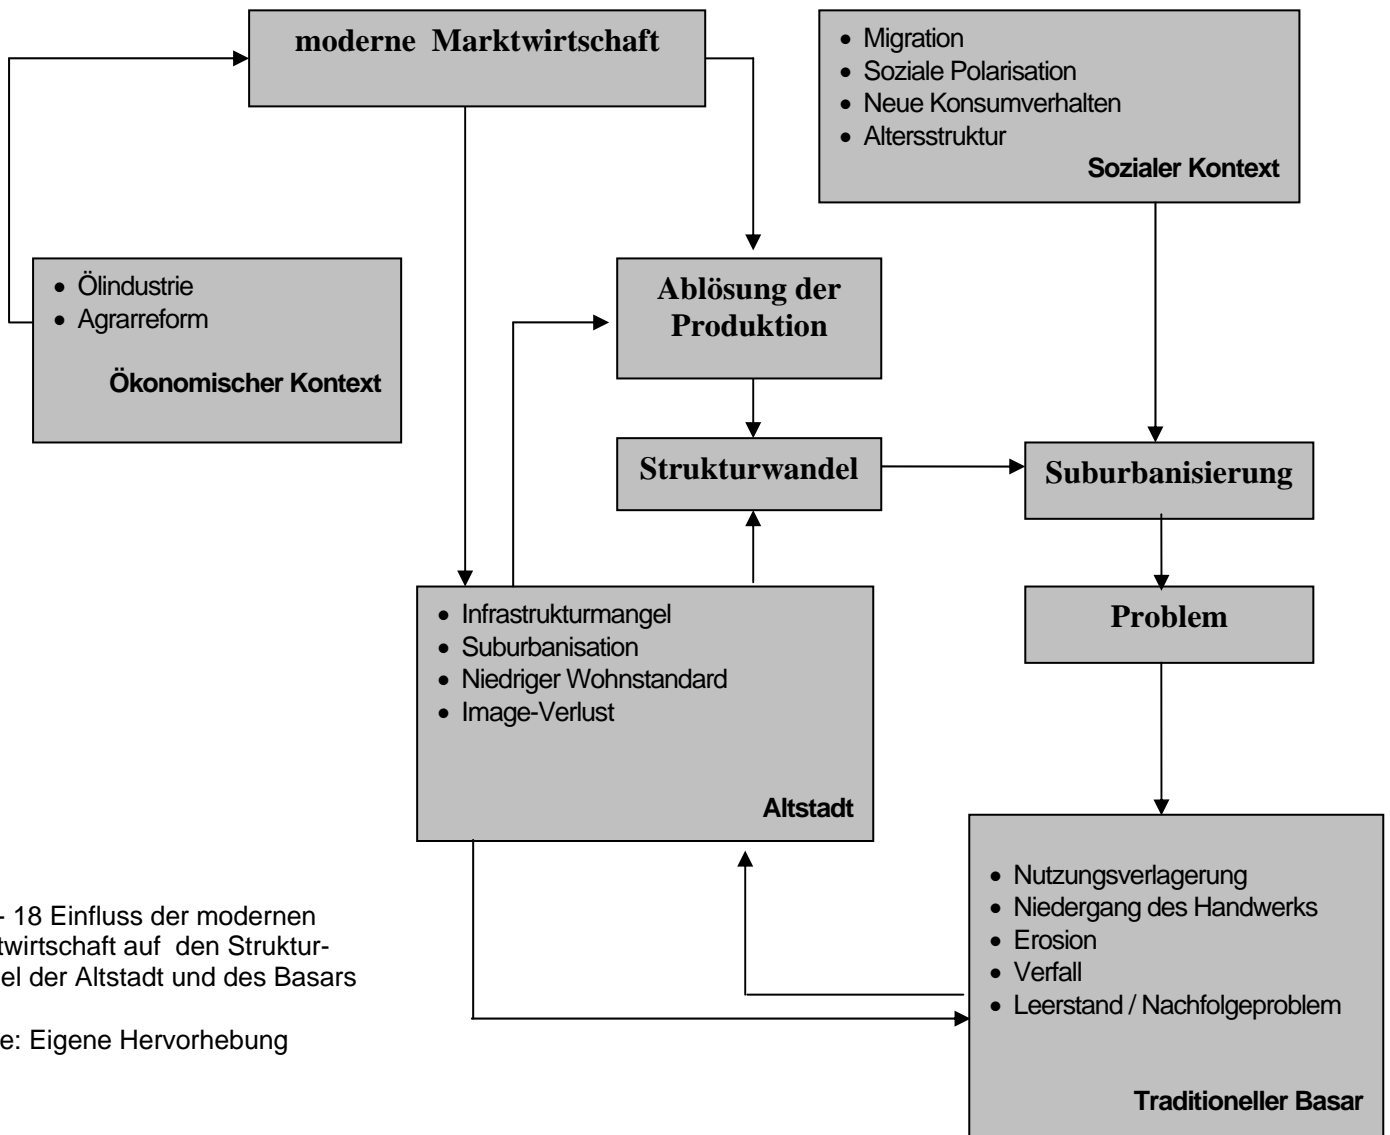 moderne Marktwirtschaft
• Migration
• Soziale Polarisation
• Neue Konsumverhalten
• Altersstruktur
Sozialer Kontext
• Ölindustrie
• Agrarreform
Ökonomischer Kontext
Ablösung der
Produktion
Strukturwandel
Suburbanisierung
• Infrastrukturmangel
• Suburbanisation
• Niedriger Wohnstandard
• Image-Verlust
Altstadt
Problem
• Nutzungsverlagerung
• Niedergang des Handwerks
• Erosion
• Verfall
• Leerstand / Nachfolgeproblem
Traditioneller Basar
- 18 Einfluss der modernen
twirtschaft auf den Struktur-
el der Altstadt und des Basars
e: Eigene Hervorhebung